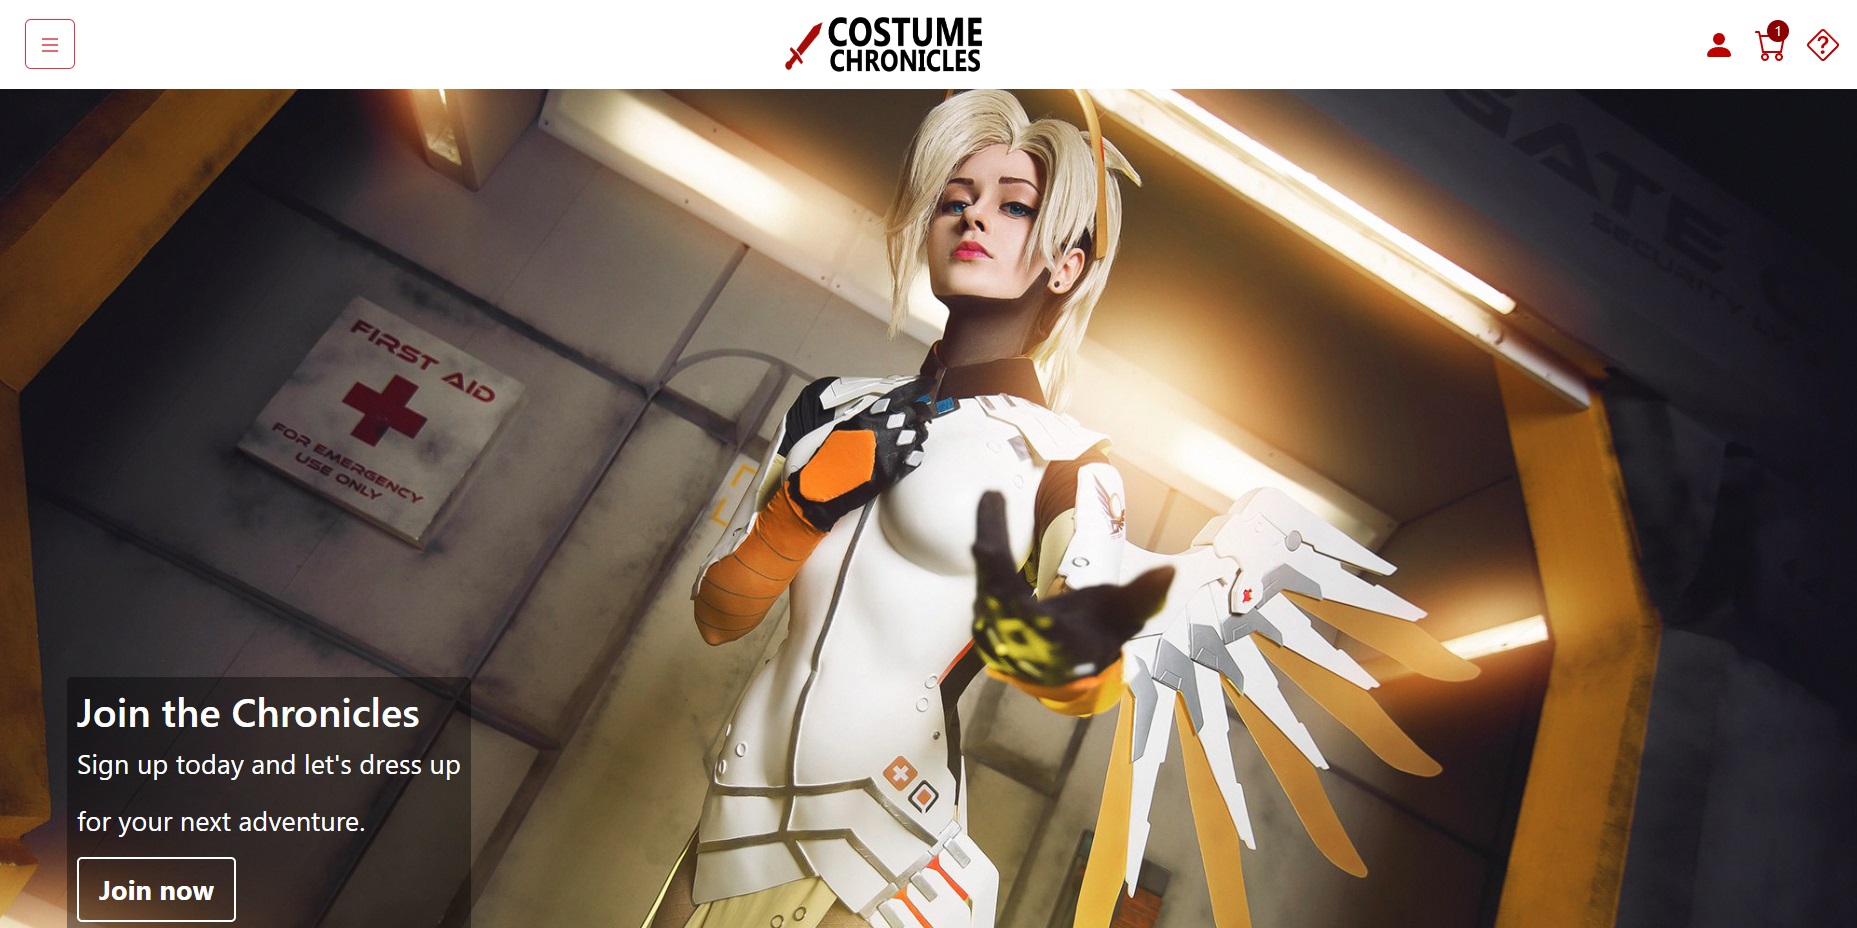 COSTUME
CHRONICLES
1
GATE
SECURITY
FIRST AID
FOR EMERGENCY
USE ONLY
Join the Chronicles
Sign up today and let's dress up
for your next adventure.
Join now